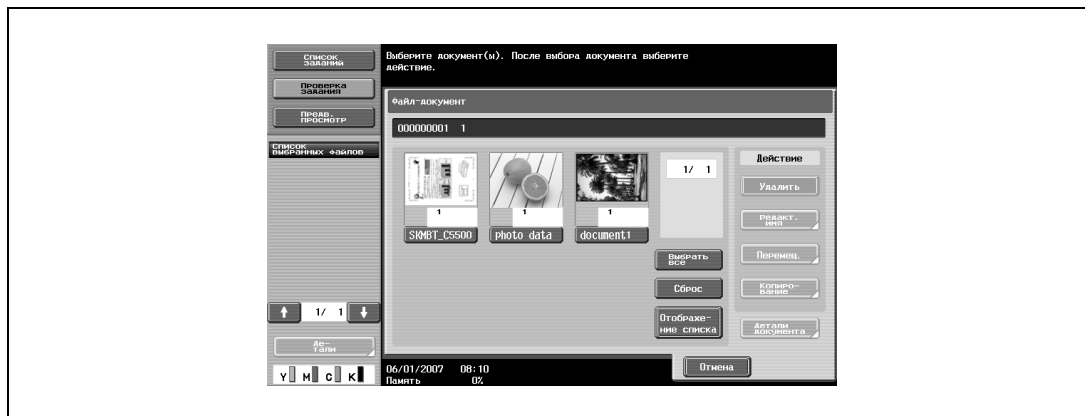 Список
заданий
Проверка
задания
Предв.
просмотр
Список
выбранных файлов
1/ 1
Де-
тали
Y M C K
Выберите документ(ы). После выбора документа выберите
действие.
Файл-документ
000000001 1
1
1
1
SKMBT_C5500
photo data
document1
1/ 1
Выбрать
все
Сброс
Отображе-
ние списка
Действие
Удалить
Редакт.
имя
Перемещ.
Копиро-
вание
Детали
документа
06/01/2007 08:10
Память 0%
Отмена